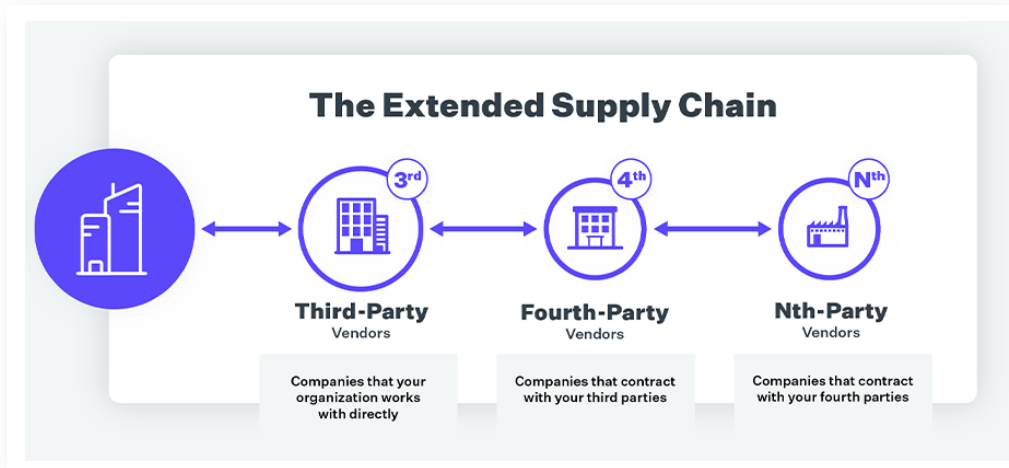 The Extended Supply Chain
3rd
4th
Nth
Third-Party
Vendors
Fourth-Party
Vendors
Nth-Party
Vendors
Companies that your
organization works
with directly
Companies that contract
with your third parties
Companies that contract
with your fourth parties